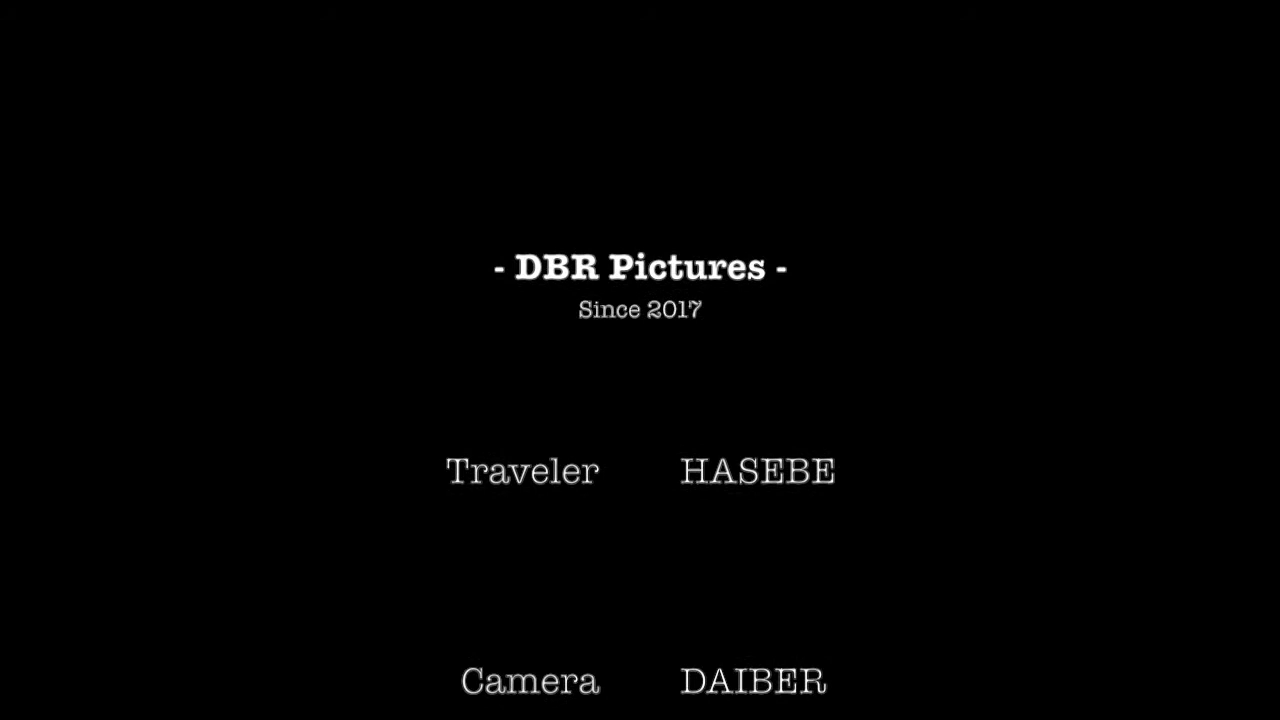 - DBR Pictures -
Since 2017
Traveler HASEBE
Camera DAIBER